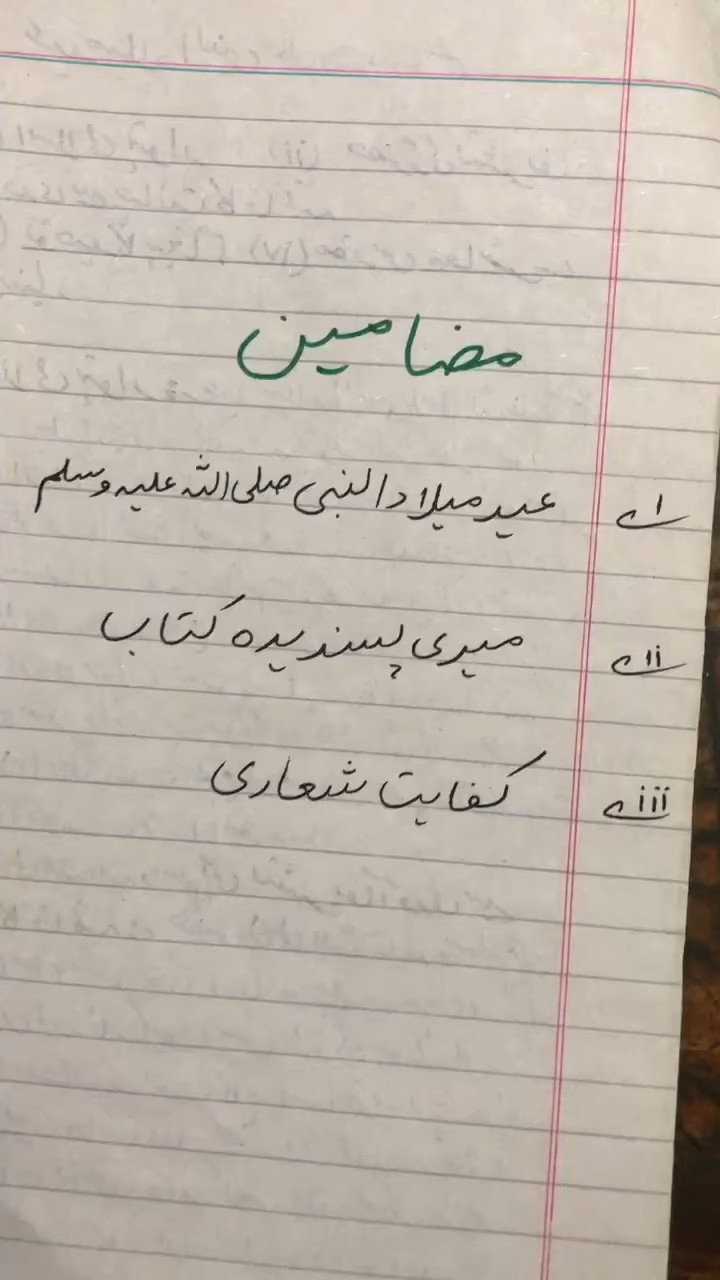 مضامین
i۔ عید میلاد النبی صلی اللہ علیہ وسلم
ii۔ میری پسندیدہ کتاب
iii۔ کفایت شعاری